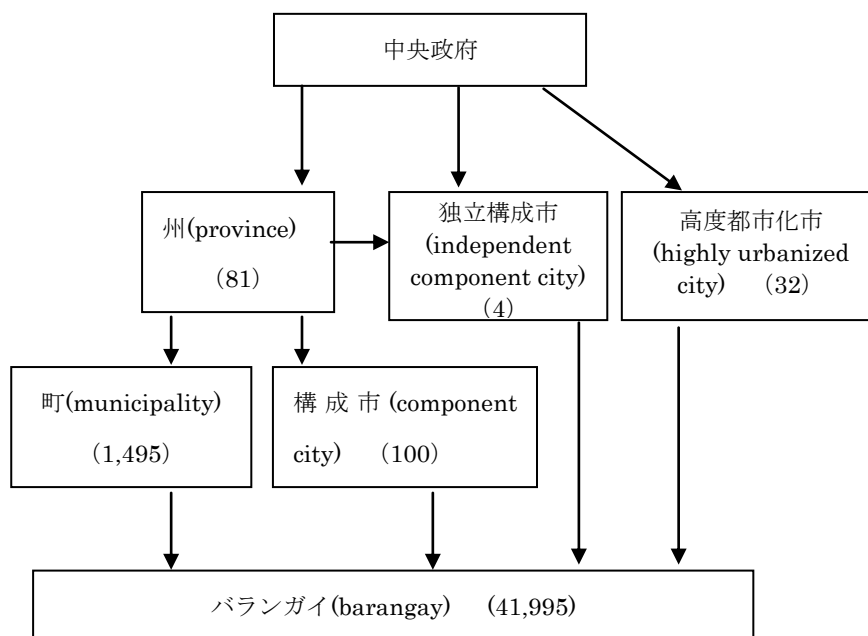 中央政府
州(province)
（81）
独立構成市
(independent
component city)
（4）
高度都市化市
(highly urbanized
city)　（32）
町(municipality)
（1,495）
構 成 市 (component
city)　（100）
バランガイ(barangay)　(41,995)